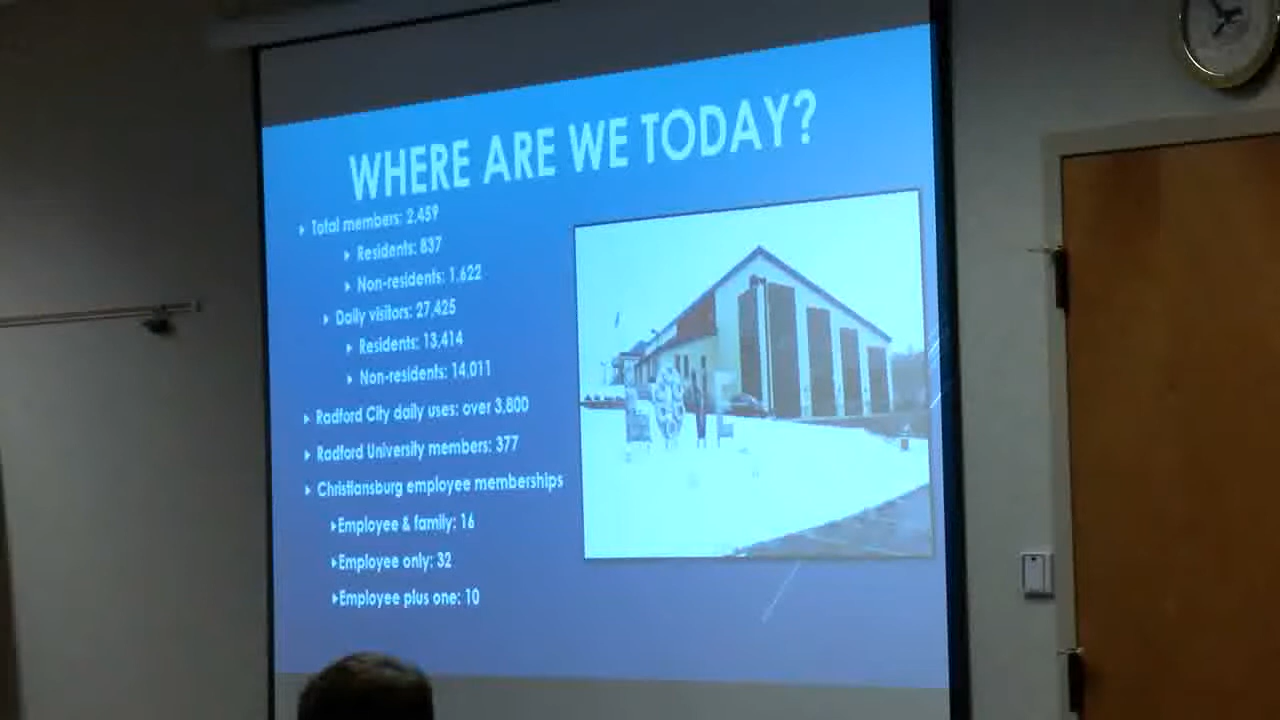 WHERE ARE WE TODAY?
Total members: 2,459
Residents: 837
Non-residents: 1,622
Daily visitors: 27,425
Residents: 13,414
Non-residents: 14,011
Radford City daily uses: over 3,800
Radford University members: 377
Christiansburg employee memberships
Employee & family: 16
Employee only: 32
Employee plus one: 10